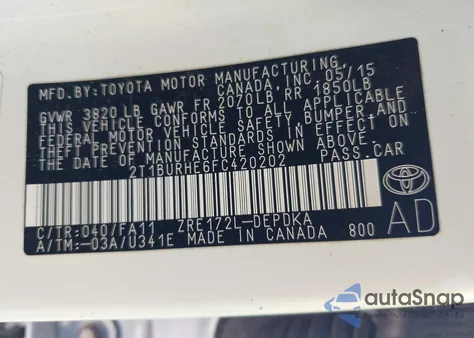 MFD.BY:TOYOTA MOTOR MANUFACTURING,
CANADA, INC. 05/15
GVWR 3820 LB GAWR FR 2070LB, RR 1850LB
THIS VEHICLE CONFORMS TO ALL APPLICABLE
FEDERAL MOTOR VEHICLE SAFETY, BUMPER, AND
THEFT PREVENTION STANDARDS IN EFFECT ON
THE DATE OF MANUFACTURE SHOWN ABOVE.
2T1BURHE6FC420202 PASS.CAR
C/TR:040/FA11 ZRE172L-DEPDKA
A/TM:-03A/U341E MADE IN CANADA 800
AD
TOYOTA
autoSnap